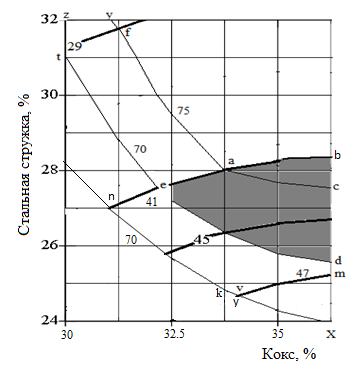 z
v
32
f
29
t
30
75
70
28
a
b
e
c
n
41
26
70
45
d
m
k
v
y
47
24
30
32.5
35
X
Стальная стружка, %
Кокс, %